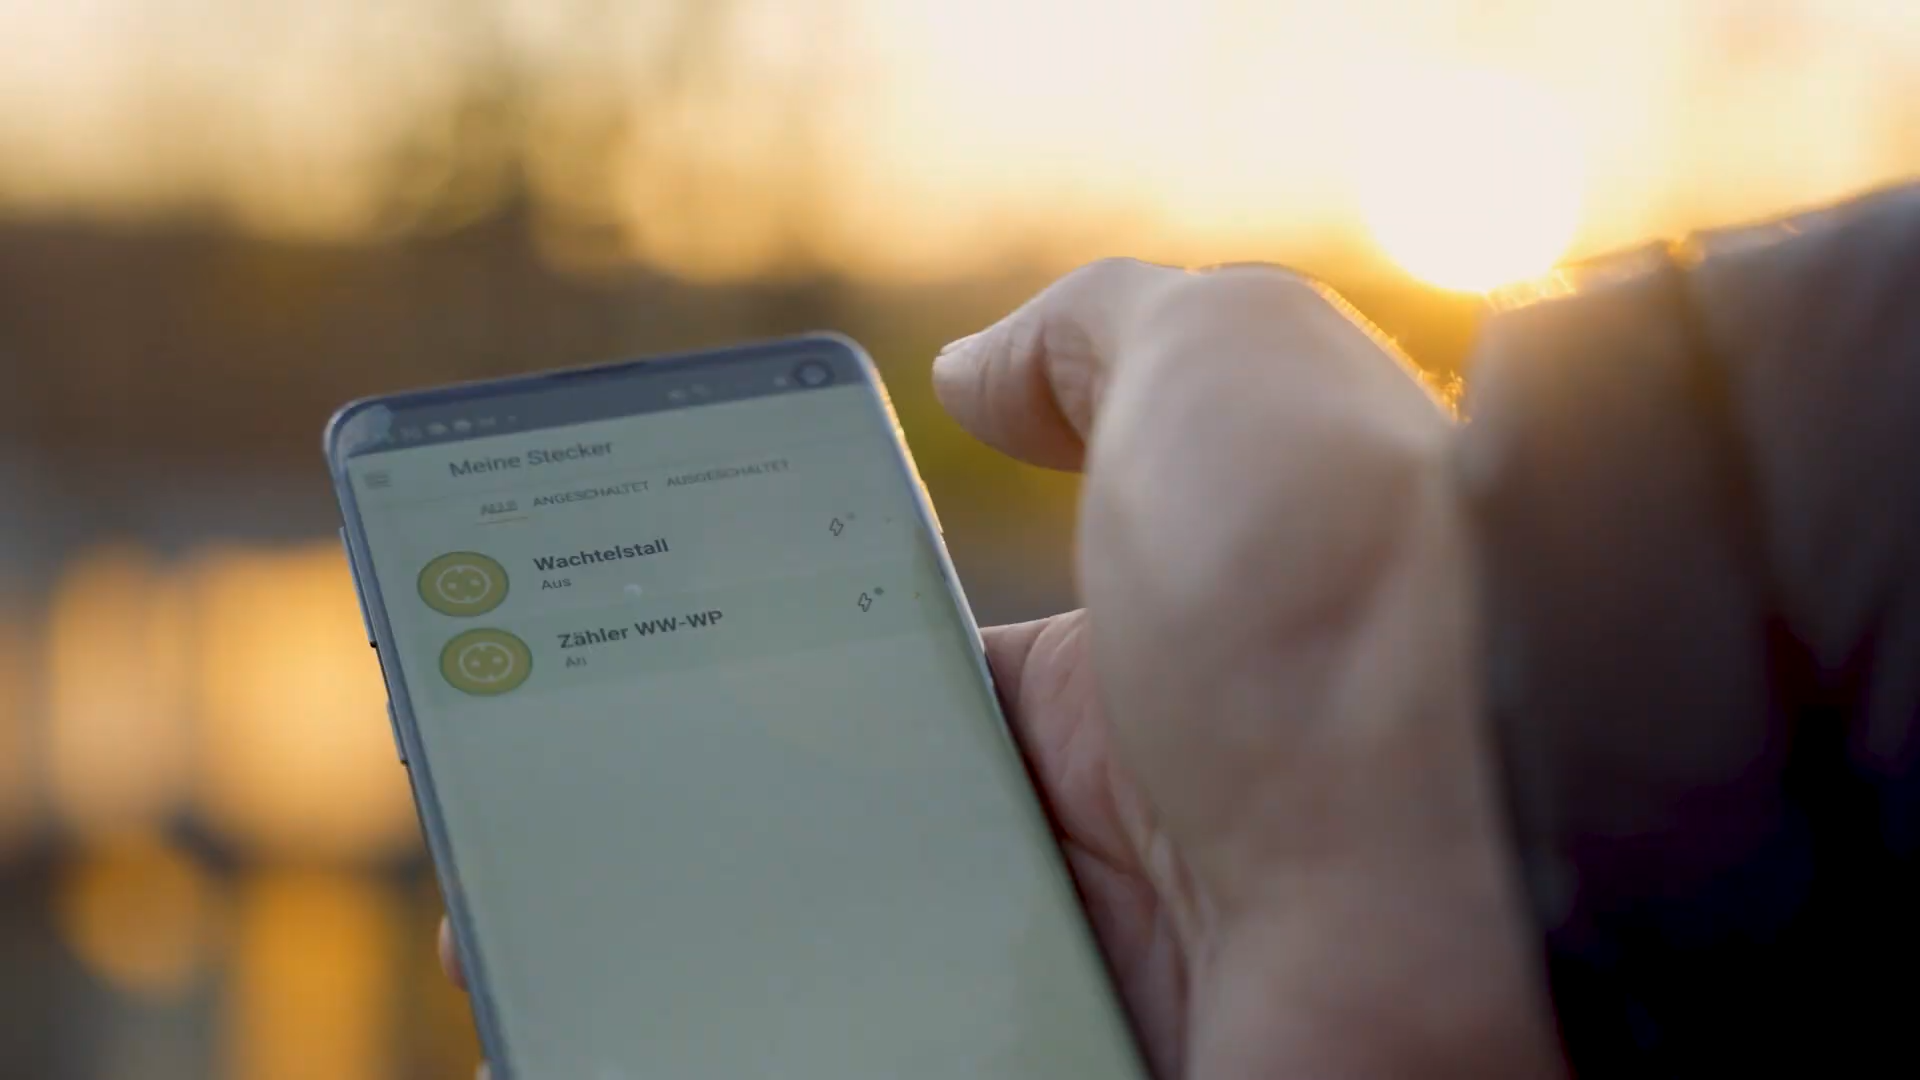 Meine Stecker
ALLE ANGESCHALTET AUSGESCHALTET
Wachtelstall
Aus
Zähler WW-WP
An